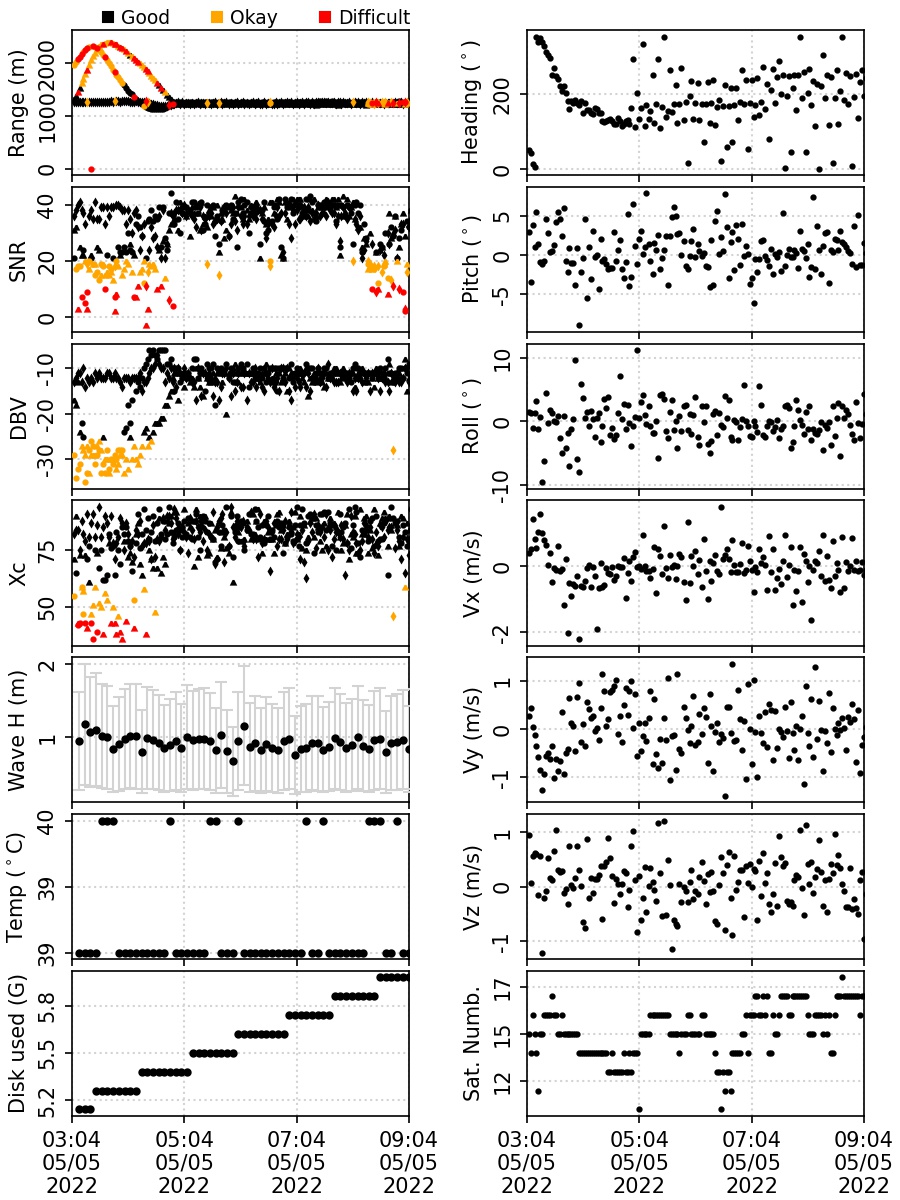 Good Okay Difficult
Range (m)
0 1000 2000
SNR
0 20 40
DBV
-30 -20 -10
Xc
50 75
Wave H (m)
1 2
Temp (°C)
39 39 40
Disk used (G)
5.2 5.5 5.8
03:04 05:04 07:04 09:04
05/05 05/05 05/05 05/05
2022 2022 2022 2022
Heading (°)
0 200
Pitch (°)
-5 0 5
Roll (°)
-10 0 10
Vx (m/s)
-2 0
Vy (m/s)
-1 0 1
Vz (m/s)
-1 0 1
Sat. Numb.
12 15 17
03:04 05:04 07:04 09:04
05/05 05/05 05/05 05/05
2022 2022 2022 2022